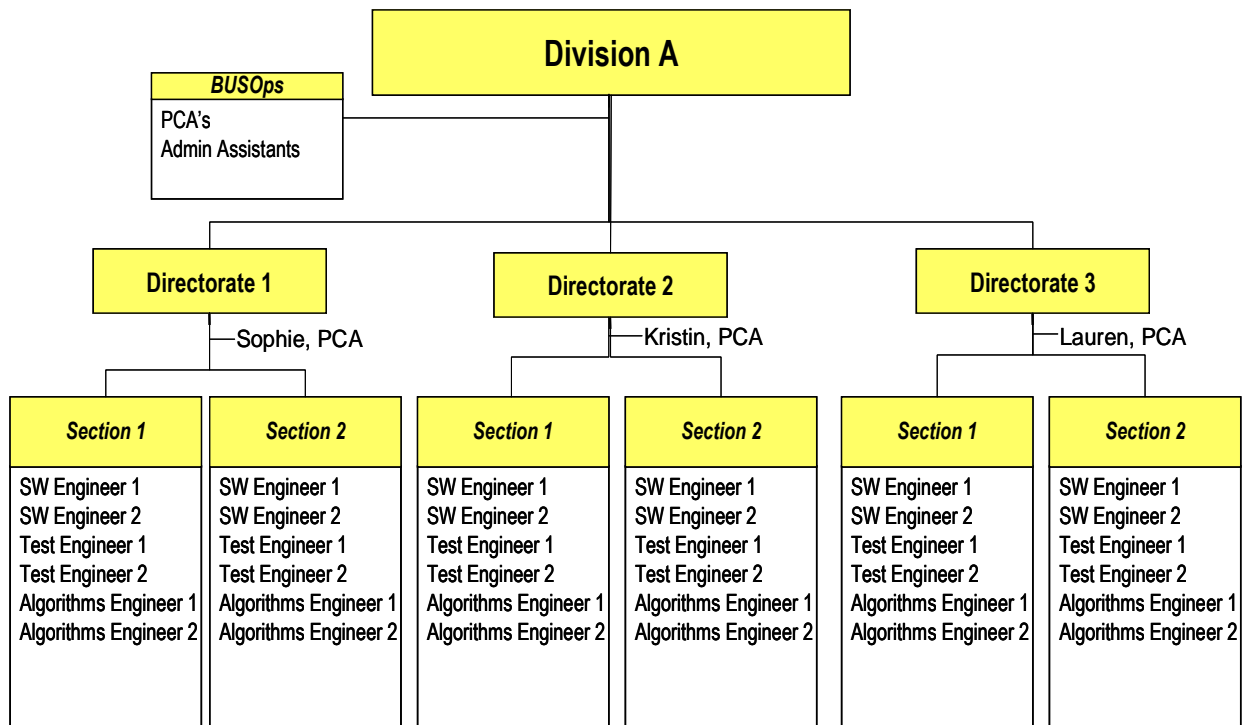 Division A
BUSOps
PCA's
Admin Assistants
Directorate 1
Directorate 2
Directorate 3
Sophie, PCA
Kristin, PCA
Lauren, PCA
Section 1
SW Engineer 1
SW Engineer 2
Test Engineer 1
Test Engineer 2
Algorithms Engineer 1
Algorithms Engineer 2
Section 2
SW Engineer 1
SW Engineer 2
Test Engineer 1
Test Engineer 2
Algorithms Engineer 1
Algorithms Engineer 2
Section 1
SW Engineer 1
SW Engineer 2
Test Engineer 1
Test Engineer 2
Algorithms Engineer 1
Algorithms Engineer 2
Section 2
SW Engineer 1
SW Engineer 2
Test Engineer 1
Test Engineer 2
Algorithms Engineer 1
Algorithms Engineer 2
Section 1
SW Engineer 1
SW Engineer 2
Test Engineer 1
Test Engineer 2
Algorithms Engineer 1
Algorithms Engineer 2
Section 2
SW Engineer 1
SW Engineer 2
Test Engineer 1
Test Engineer 2
Algorithms Engineer 1
Algorithms Engineer 2